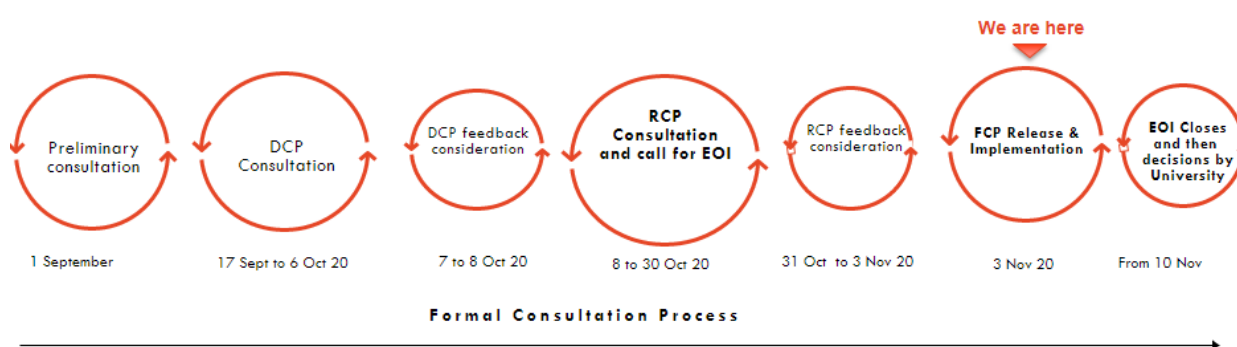 We are here
Preliminary
consultation
DCP
Consultation
DCP feedback
consideration
RCP
Consultation
and call for EOI
RCP feedback
consideration
FCP Release &
Implementation
EOI Closes
and then
decisions by
University
1 September
17 Sept to 6 Oct 20
7 to 8 Oct 20
8 to 30 Oct 20
31 Oct to 3 Nov 20
3 Nov 20
From 10 Nov
Formal Consultation Process